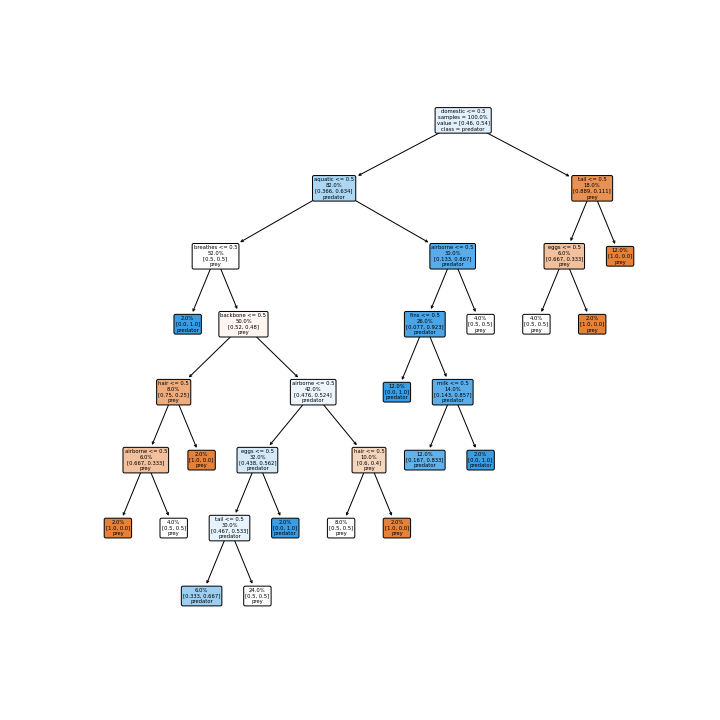 domestic <= 0.5
samples = 100.0%
value = [0.46, 0.54]
class = predator
aquatic <= 0.5
82.0%
[0.366, 0.634]
predator
tail <= 0.5
18.0%
[0.889, 0.111]
prey
breathes <= 0.5
52.0%
[0.5, 0.5]
prey
airborne <= 0.5
30.0%
[0.133, 0.867]
predator
eggs <= 0.5
6.0%
[0.667, 0.333]
prey
12.0%
[1.0, 0.0]
prey
2.0%
[0.0, 1.0]
predator
backbone <= 0.5
50.0%
[0.52, 0.48]
prey
fins <= 0.5
26.0%
[0.077, 0.923]
predator
4.0%
[0.5, 0.5]
prey
4.0%
[0.5, 0.5]
prey
2.0%
[1.0, 0.0]
prey
hair <= 0.5
8.0%
[0.75, 0.25]
prey
airborne <= 0.5
42.0%
[0.476, 0.524]
predator
12.0%
[0.0, 1.0]
predator
milk <= 0.5
14.0%
[0.143, 0.857]
predator
airborne <= 0.5
6.0%
[0.667, 0.333]
prey
2.0%
[1.0, 0.0]
prey
eggs <= 0.5
32.0%
[0.438, 0.562]
predator
hair <= 0.5
10.0%
[0.6, 0.4]
prey
12.0%
[0.167, 0.833]
predator
2.0%
[0.0, 1.0]
predator
2.0%
[1.0, 0.0]
prey
4.0%
[0.5, 0.5]
prey
tail <= 0.5
30.0%
[0.467, 0.533]
predator
2.0%
[0.0, 1.0]
predator
8.0%
[0.5, 0.5]
prey
2.0%
[1.0, 0.0]
prey
6.0%
[0.333, 0.667]
predator
24.0%
[0.5, 0.5]
prey